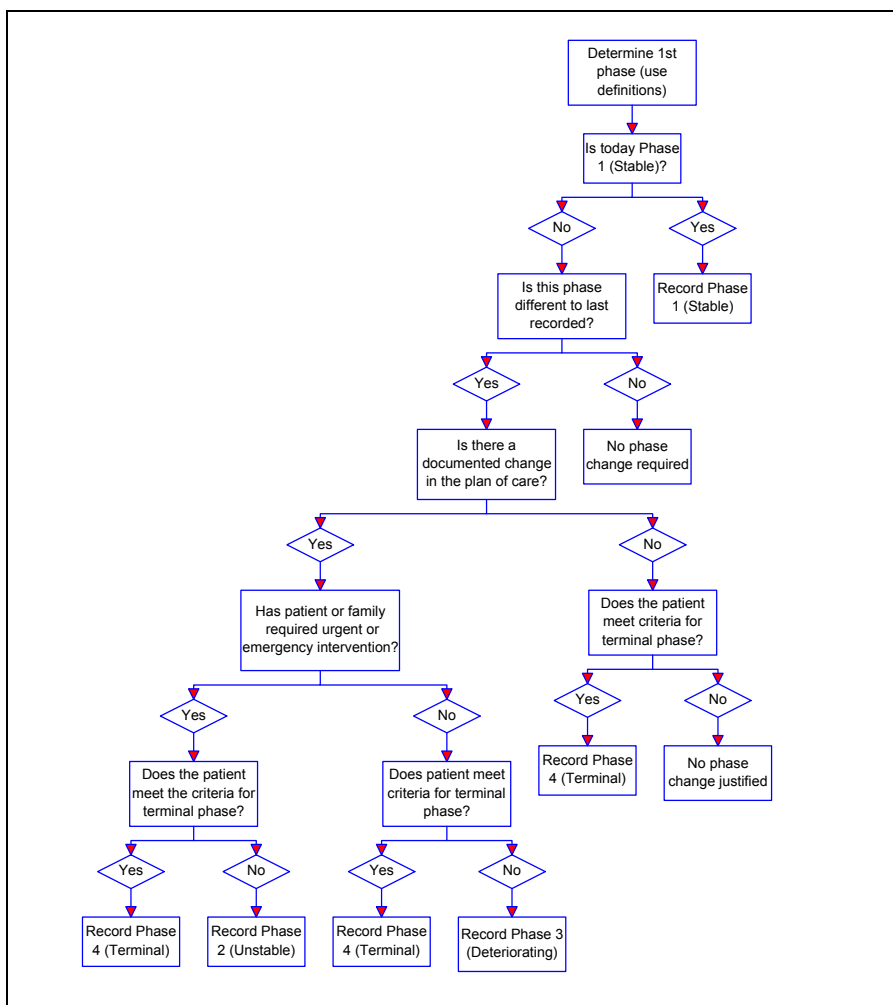 Determine 1st
phase (use
definitions)
Is today Phase
1 (Stable)?
No
Yes
Is this phase
different to last
recorded?
Record Phase
1 (Stable)
Yes
No
Is there a
documented change
in the plan of care?
No phase
change required
Yes
No
Has patient or family
required urgent or
emergency intervention?
Does the patient
meet criteria for
terminal phase?
Yes
No
Yes
No
Does the patient
meet the criteria for
terminal phase?
Does patient meet
criteria for terminal
phase?
Record Phase
4 (Terminal)
No phase
change justified
Yes
No
Yes
No
Record Phase
4 (Terminal)
Record Phase
2 (Unstable)
Record Phase
4 (Terminal)
Record Phase 3
(Deteriorating)